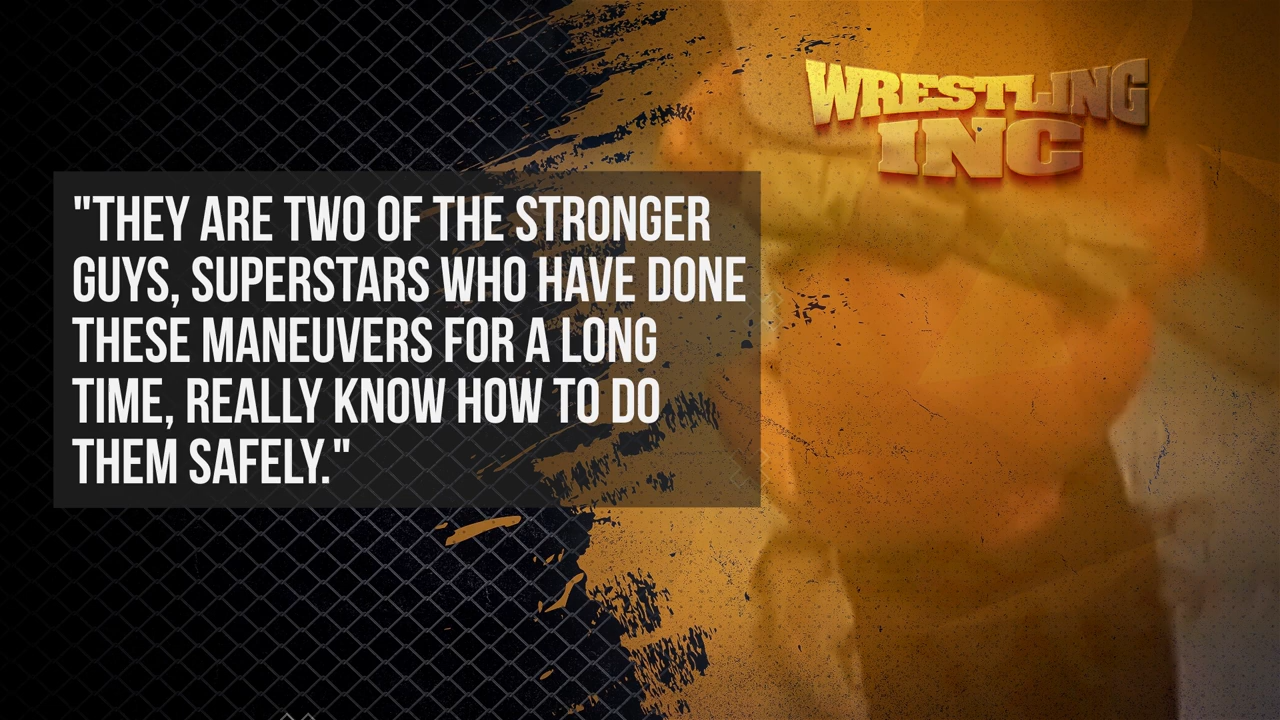 WRESTLING
INC
"THEY ARE TWO OF THE STRONGER
GUYS, SUPERSTARS WHO HAVE DONE
THESE MANEUVERS FOR A LONG
TIME, REALLY KNOW HOW TO DO
THEM SAFELY."